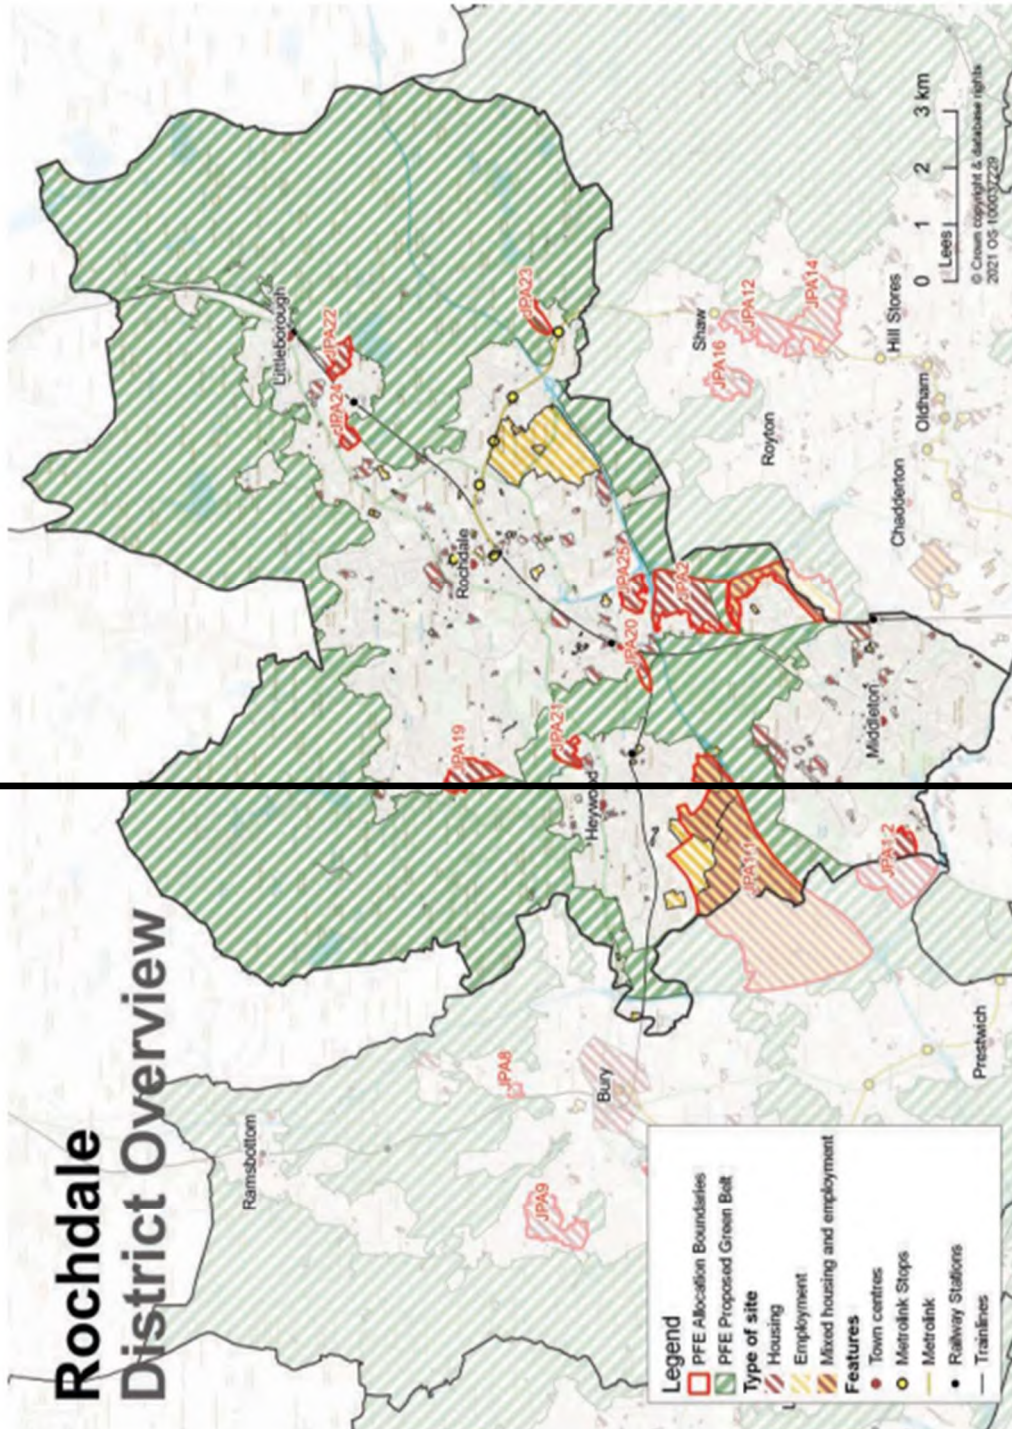 Rochdale
District Overview
Ramsbottom
Littleborough
JPA22
JPA24
Rochdale
JPA19
JPA8
JPA9
JPA21
JPA23
Heywood
Bury
JPA20
JPA25
JPA2
Shaw
JPA16
JPA12
JPA14
Royton
JPA1.1
Middleton
JPA1.2
Chadderton
Hill Stores
Oldham
Lees
Prestwich
0 1 2 3 km
© Crown copyright & database rights
2021 OS 100037229
Legend
PFE Allocation Boundaries
PFE Proposed Green Belt
Type of site
Housing
Employment
Mixed housing and employment
Features
Town centres
Metrolink Stops
Metrolink
Railway Stations
Trainlines